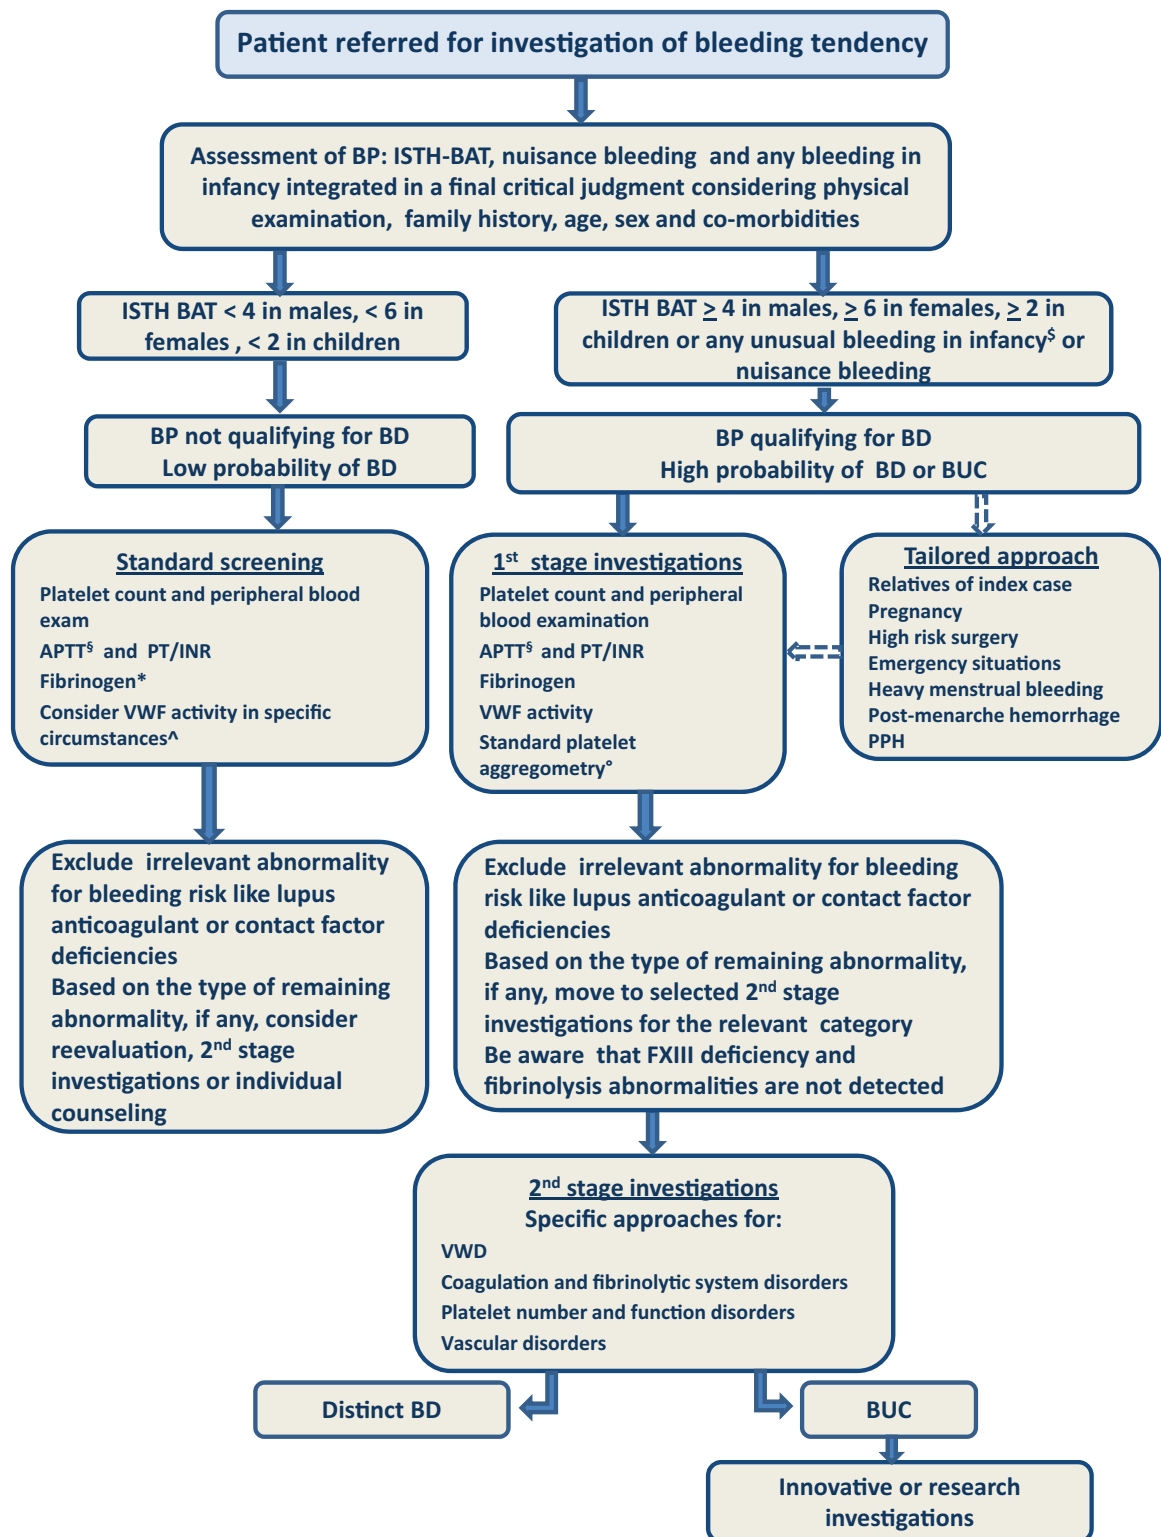 Patient referred for investigation of bleeding tendency
Assessment of BP: ISTH-BAT, nuisance bleeding and any bleeding in
infancy integrated in a final critical judgment considering physical
examination, family history, age, sex and co-morbidities
ISTH BAT < 4 in males, < 6 in
females , < 2 in children
ISTH BAT ≥ 4 in males, ≥ 6 in females, ≥ 2 in
children or any unusual bleeding in infancy$ or
nuisance bleeding
BP not qualifying for BD
Low probability of BD
BP qualifying for BD
High probability of BD or BUC
Standard screening
Platelet count and peripheral blood
exam
APTT§ and PT/INR
Fibrinogen*
Consider VWF activity in specific
circumstances^
1st stage investigations
Platelet count and peripheral
blood examination
APTT§ and PT/INR
Fibrinogen
VWF activity
Standard platelet
aggregometry°
Tailored approach
Relatives of index case
Pregnancy
High risk surgery
Emergency situations
Heavy menstrual bleeding
Post-menarche hemorrhage
PPH
Exclude irrelevant abnormality
for bleeding risk like lupus
anticoagulant or contact factor
deficiencies
Based on the type of remaining
abnormality, if any, consider
reevaluation, 2nd stage
investigations or individual
counseling
Exclude irrelevant abnormality for bleeding
risk like lupus anticoagulant or contact factor
deficiencies
Based on the type of remaining abnormality,
if any, move to selected 2nd stage
investigations for the relevant category
Be aware that FXIII deficiency and
fibrinolysis abnormalities are not detected
2nd stage investigations
Specific approaches for:
VWD
Coagulation and fibrinolytic system disorders
Platelet number and function disorders
Vascular disorders
Distinct BD
BUC
Innovative or research
investigations